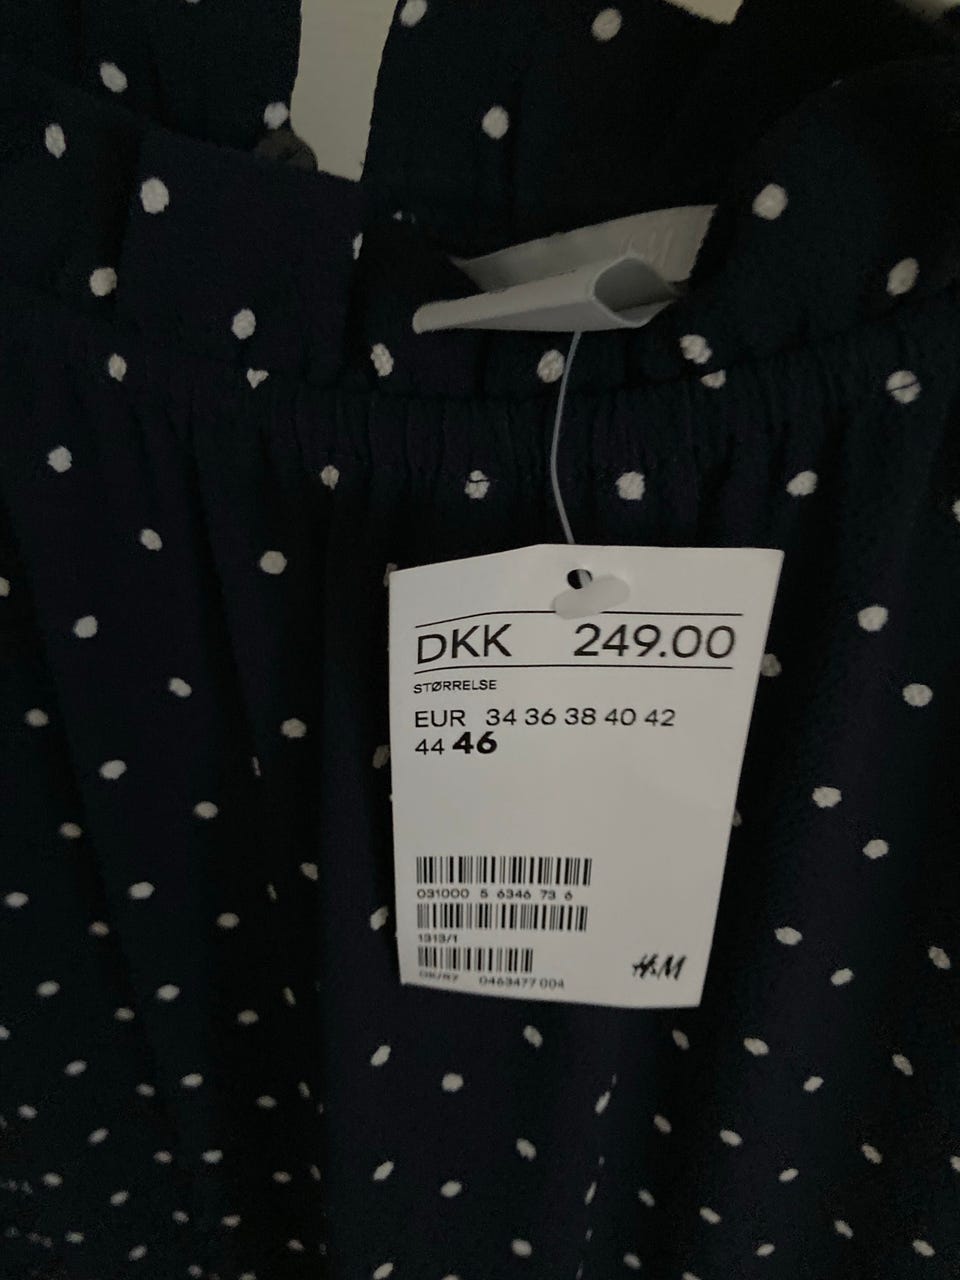 DKK 249.00
STØRRELSE
EUR 34 36 38 40 42
44 46
031000 5 6346 73 6
1313/1
0463477 004
H&M